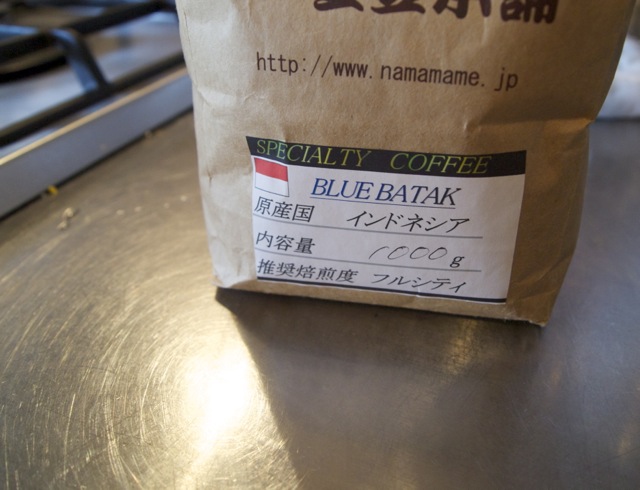 http://www.namamame.jp
SPECIALTY COFFEE
BLUE BATAK
原産国 インドネシア
内容量 1000g
推奨焙煎度 フルシティ